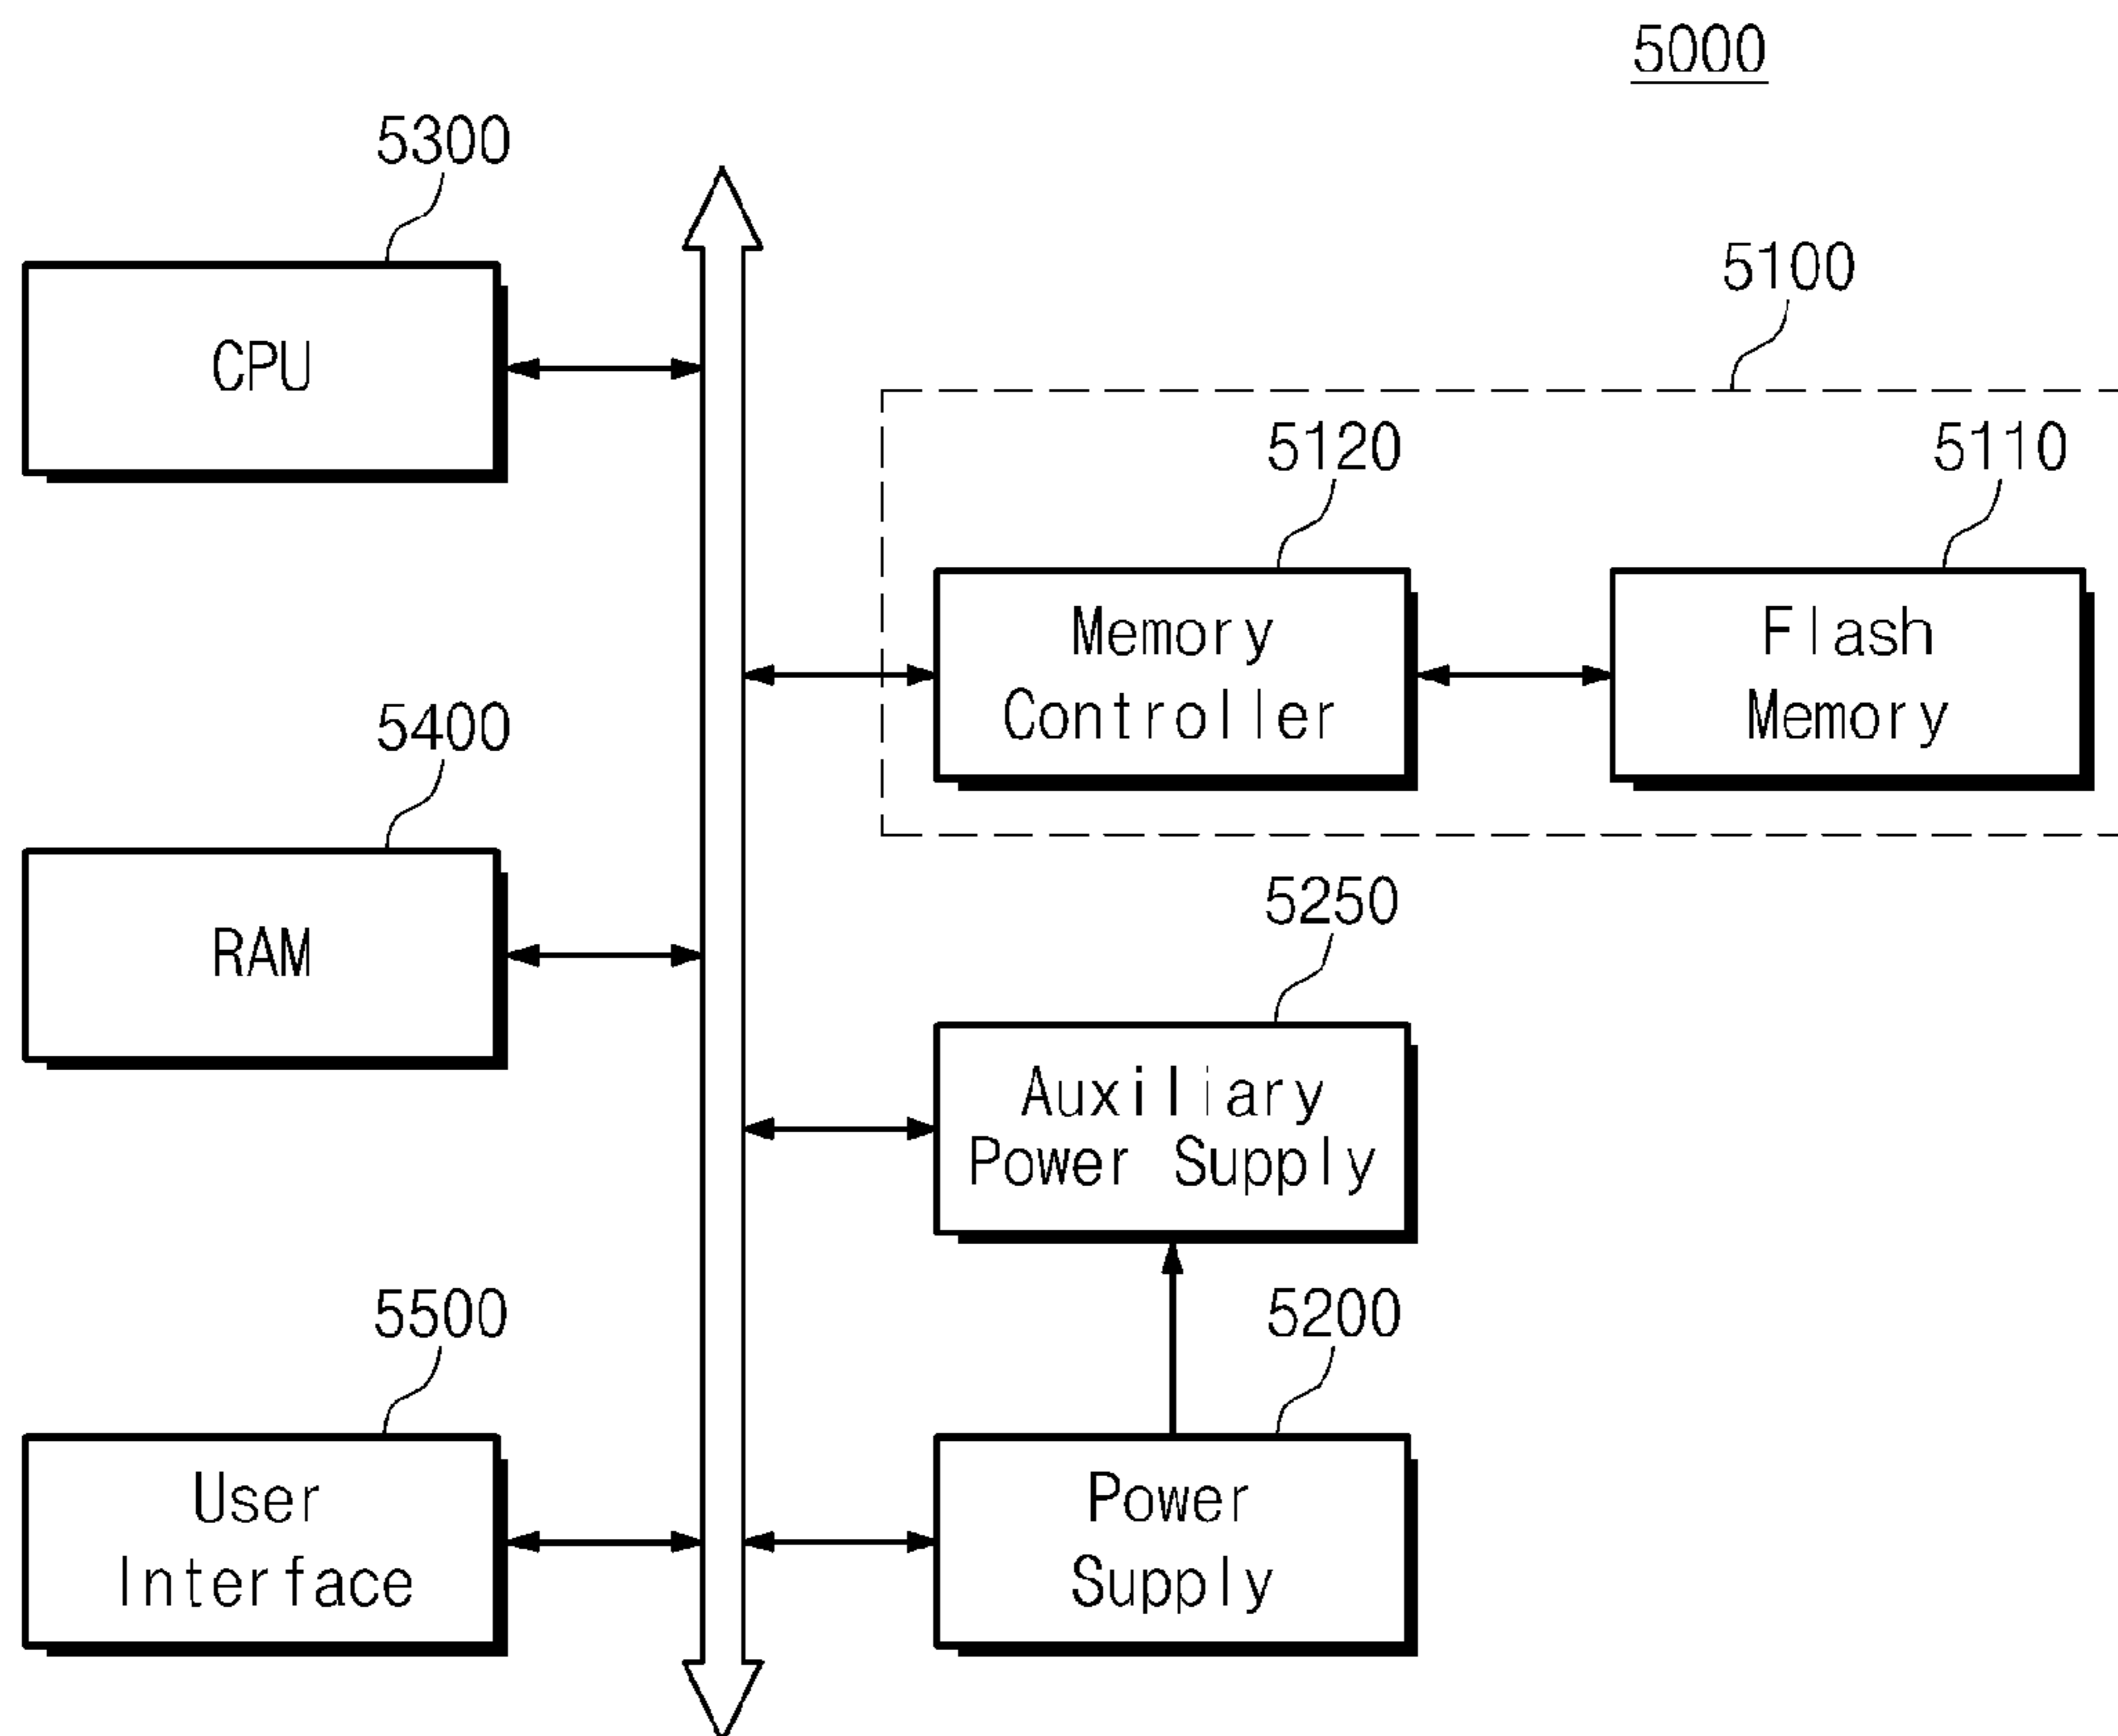 5000
5300
CPU
5100
5120
5110
Memory
Controller
Flash
Memory
5400
RAM
5250
Auxiliary
Power Supply
5500
User
Interface
5200
Power
Supply